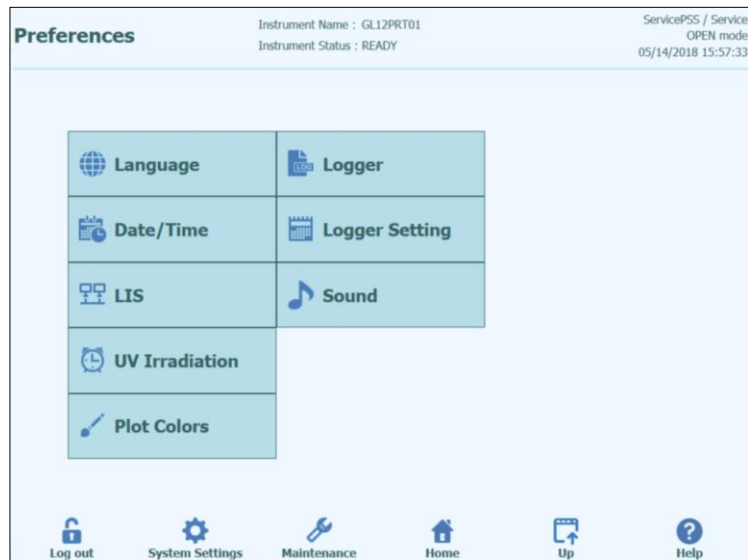 Preferences
Instrument Name : GL12PRT01
Instrument Status : READY
ServicePSS / Service
OPEN mode
05/14/2018 15:57:33
Language
Logger
LOG
Date/Time
Logger Setting
LIS
Sound
UV Irradiation
Plot Colors
Log out
System Settings
Maintenance
Home
Up
Help